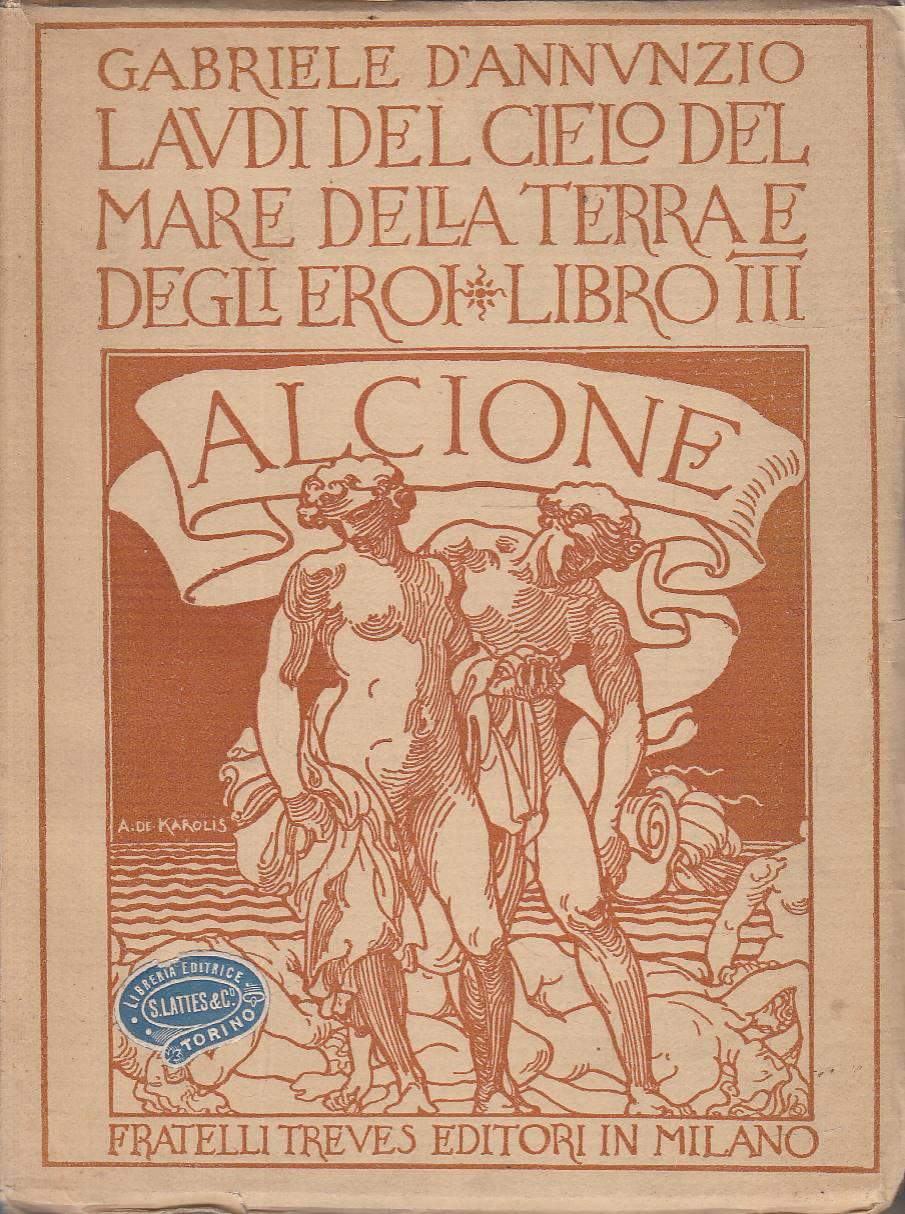 GABRIELE D'ANNVNZIO
LAVDI DEL CIELO DEL
MARE DELLA TERRA E
DEGLI EROI LIBRO III
ALCIONE
A. DE KAROLIS
LIBRERIA EDITRICE
S. LATTES & C.º
TORINO
FRATELLI TREVES EDITORI IN MILANO